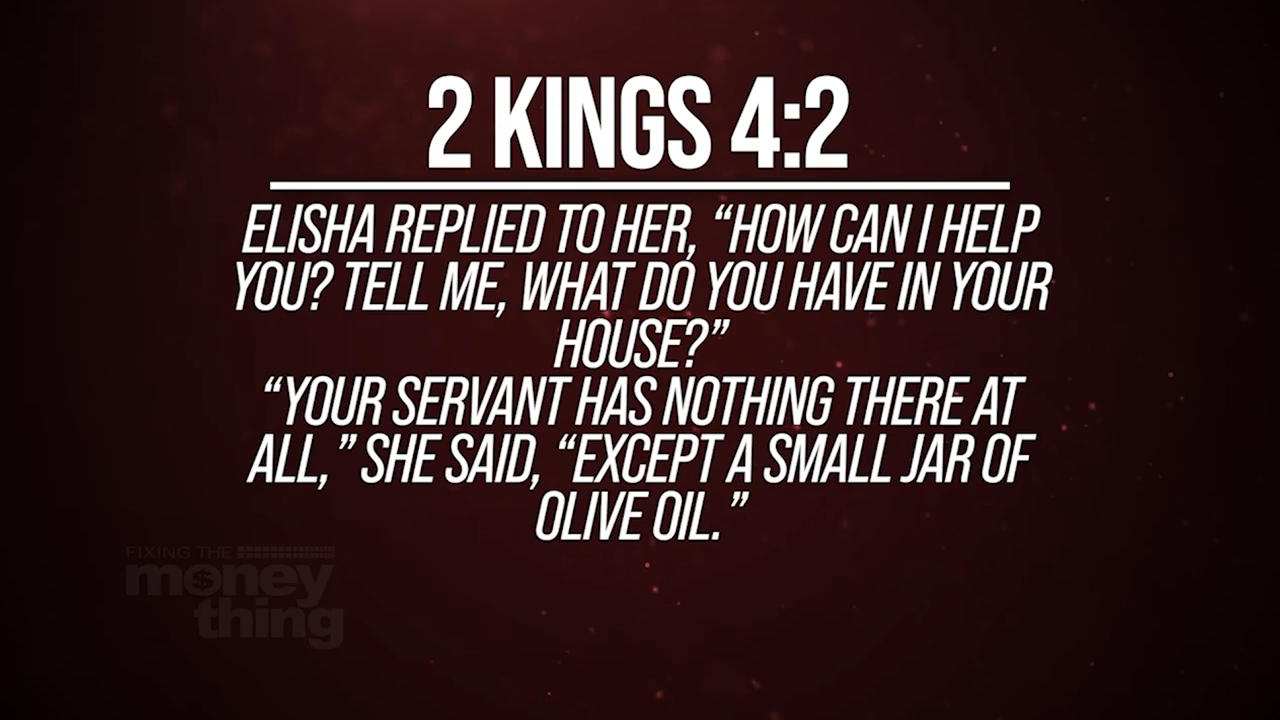 2 KINGS 4:2
ELISHA REPLIED TO HER, “HOW CAN I HELP
YOU? TELL ME, WHAT DO YOU HAVE IN YOUR
HOUSE?”
“YOUR SERVANT HAS NOTHING THERE AT
ALL,” SHE SAID, “EXCEPT A SMALL JAR OF
OLIVE OIL.”
FIXING THE
money
thing